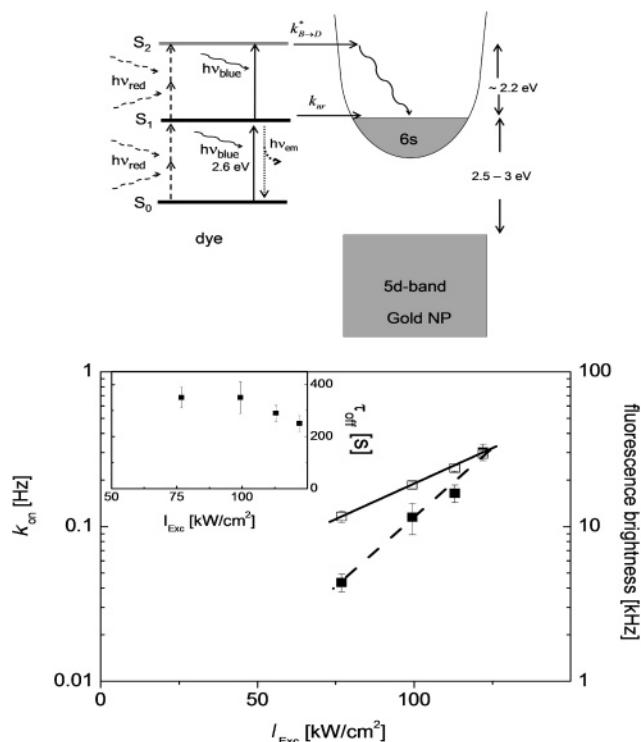 S2
k*B→D
hνred
hνblue
~ 2.2 eV
knr
S1
6s
hνred
hνblue
2.6 eV
hνem
2.5 – 3 eV
S0
dye
5d-band
Gold NP
1
100
400
300
200
0
τoff [s]
50
75
100
IExc [kW/cm²]
kon [Hz]
0.1
10
fluorescence brightness
[kHz]
0.01
1
0
50
100
IExc [kW/cm²]